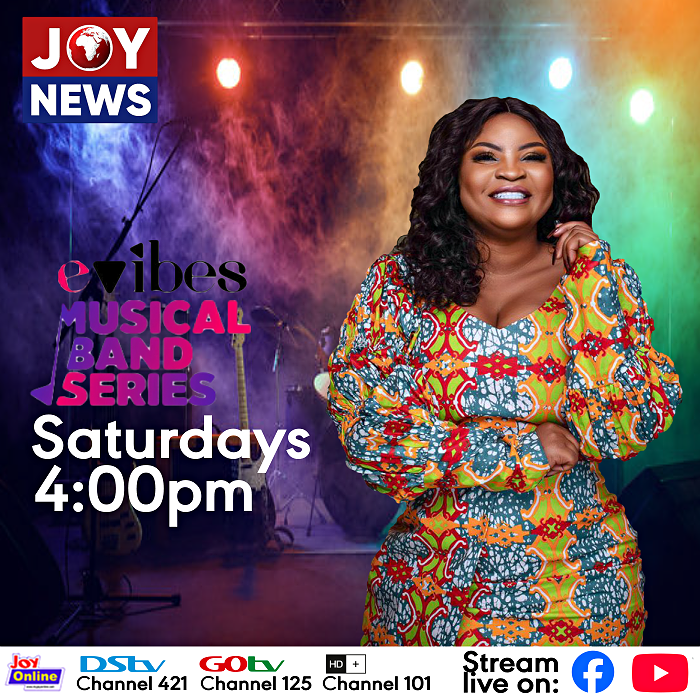 JOY
NEWS
evibes
MUSICAL
BAND
SERIES
Saturdays
4:00pm
JOY
Online
DStv
Channel 421
GOtv
Channel 125
HD +
Channel 101
Stream
live on: